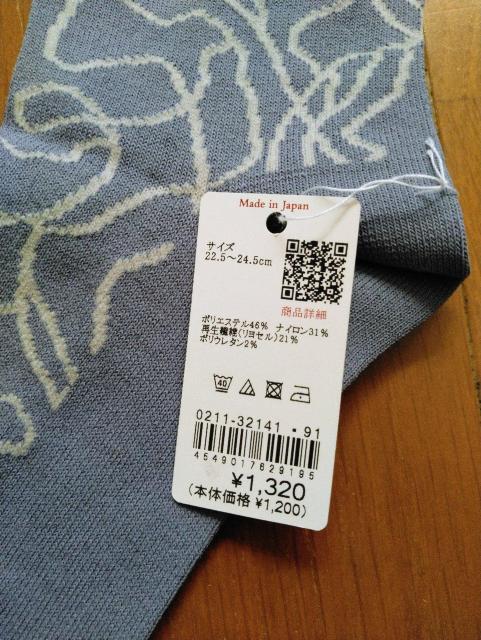 Made in Japan
サイズ
22.5～24.5cm
商品詳細
ポリエステル46% ナイロン31%
再生繊維(リヨセル)21%
ポリウレタン2%
40
0211-32141 .91
4549017629195
¥1,320
(本体価格 ¥1,200)